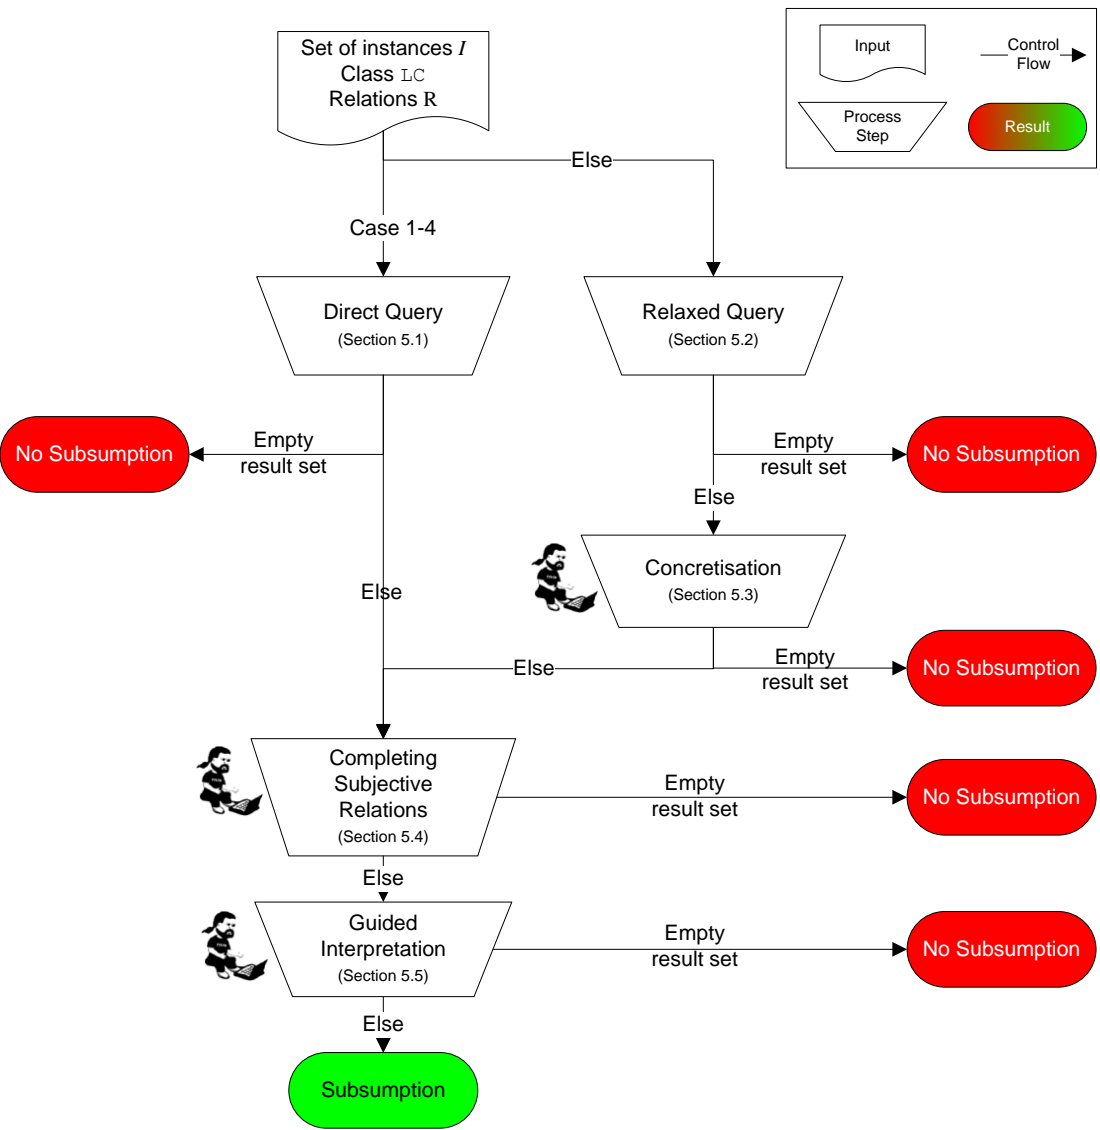 Set of instances I
Class LC
Relations R
Input
Control
Flow
Process
Step
Result
Else
Case 1-4
Direct Query
(Section 5.1)
Relaxed Query
(Section 5.2)
No Subsumption
Empty
result set
Empty
result set
No Subsumption
Else
Concretisation
(Section 5.3)
Else
Else
Empty
result set
No Subsumption
Completing
Subjective
Relations
(Section 5.4)
Empty
result set
No Subsumption
Else
Guided
Interpretation
(Section 5.5)
Empty
result set
No Subsumption
Else
Subsumption